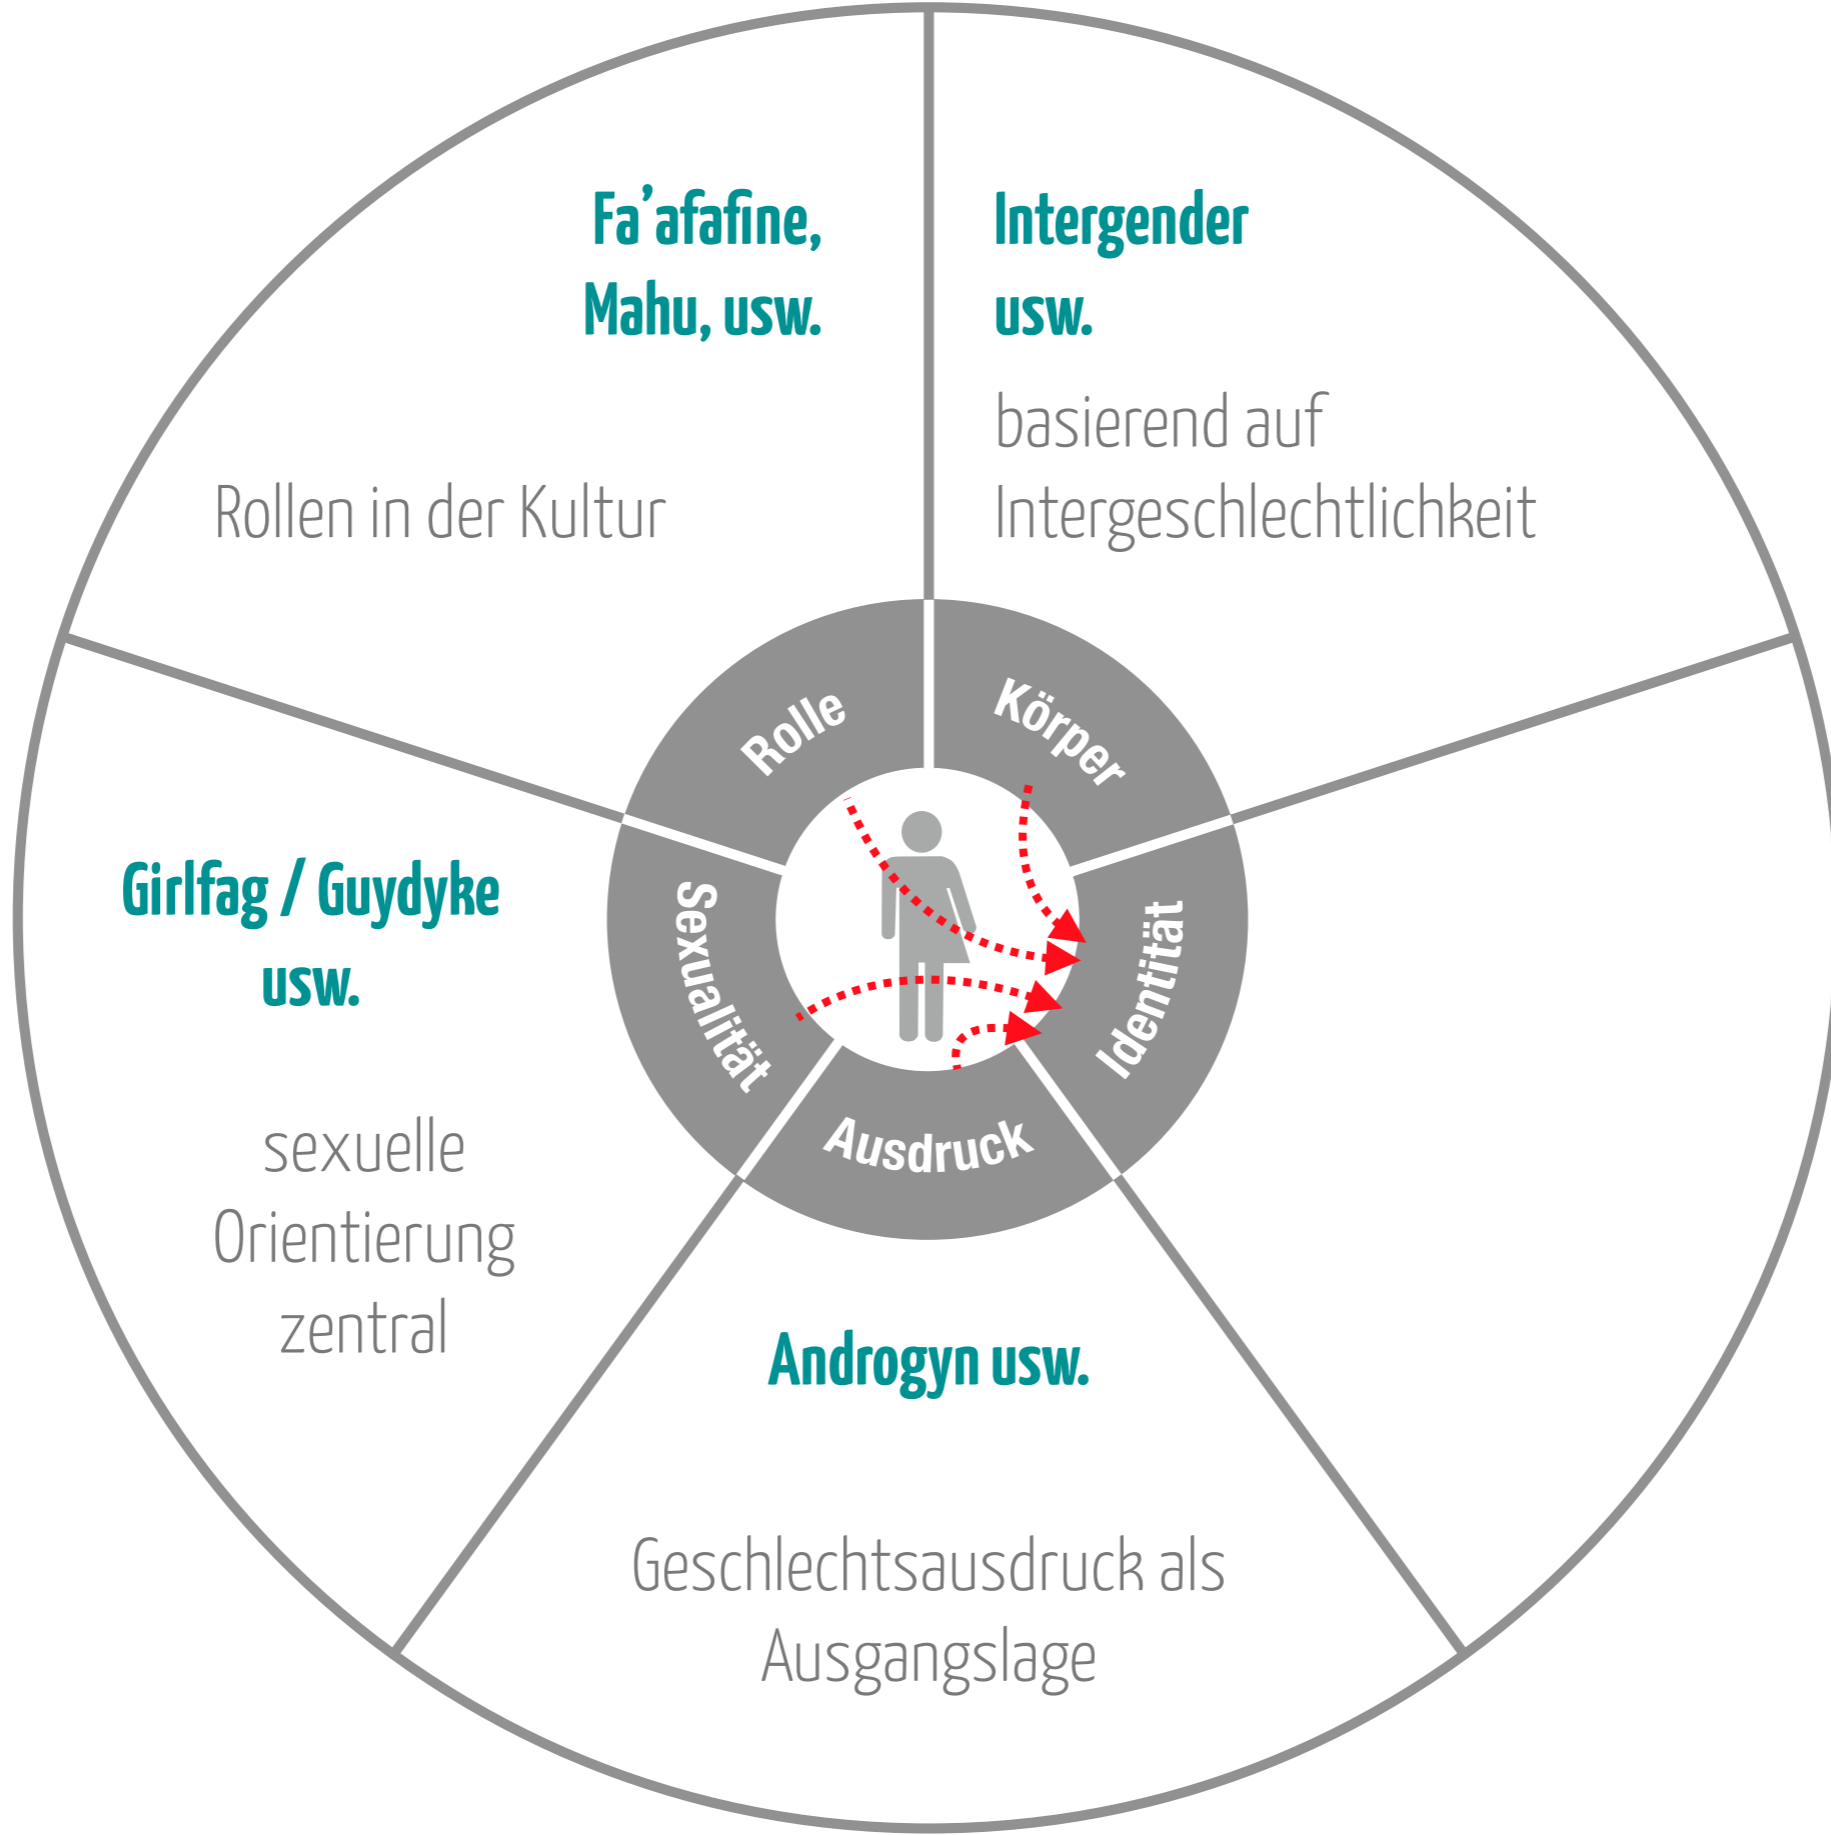 Fa’afafine,
Mahu, usw.
Rollen in der Kultur
Intergender
usw.
basierend auf
Intergeschlechtlichkeit
Rolle
Körper
Sexualität
Identität
Ausdruck
Girlfag / Guydyke
usw.
sexuelle
Orientierung
zentral
Androgyn usw.
Geschlechtsausdruck als
Ausgangslage